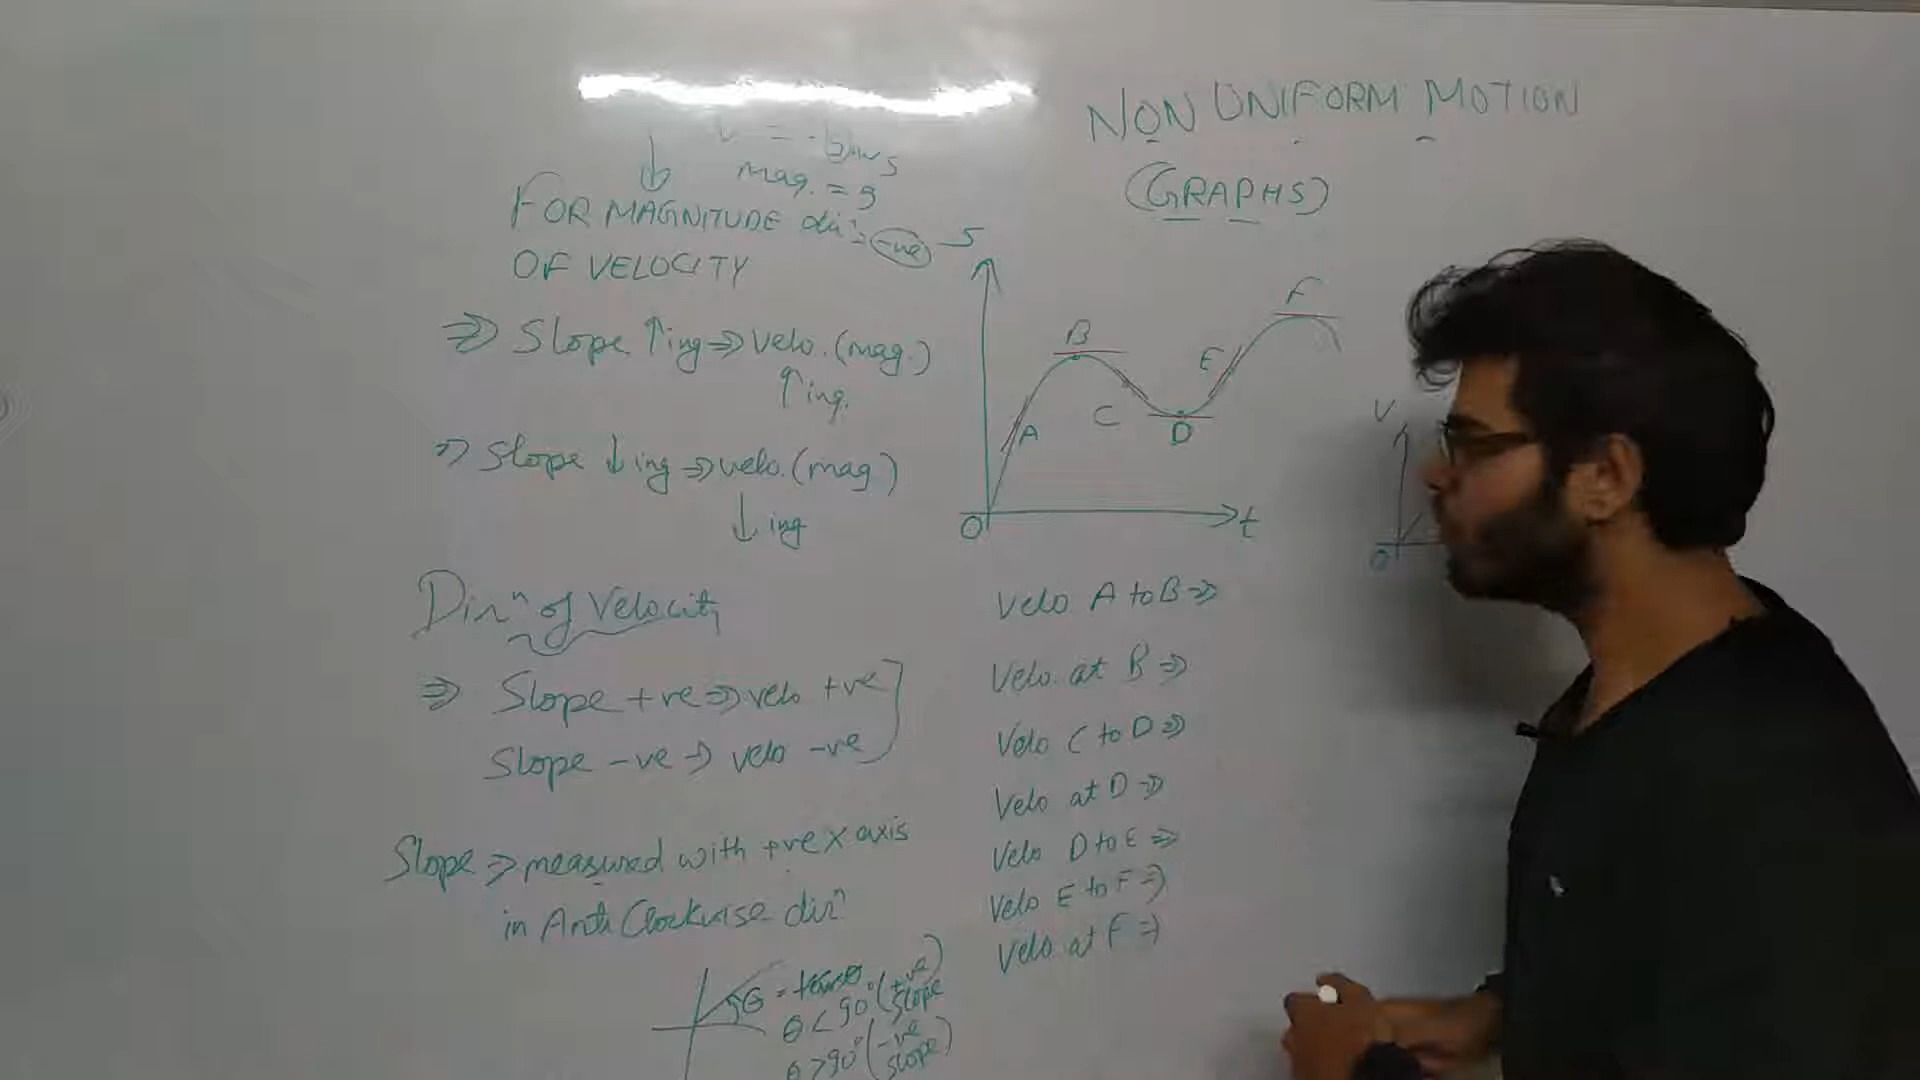 NON UNIFORM MOTION
(GRAPHS)
mag. = 9
FOR MAGNITUDE dirⁿ = -ve
OF VELOCITY
⇒ Slope ↑ing ⇒ velo. (mag.)
↑ing.
⇒ Slope ↓ing ⇒ velo. (mag)
↓ing
Dirⁿ of Velocity
⇒ Slope +ve ⇒ velo +ve
Slope -ve → velo -ve
Slope ⇒ measured with +ve x axis
in Anti Clockwise dirⁿ
θ = tanθ.
θ < 90° (+ve slope)
θ > 90° (-ve slope)
S
A
B
C
D
E
F
O
t
V
O
Velo A to B ⇒
Velo. at B ⇒
Velo C to D ⇒
Velo at D ⇒
Velo D to E ⇒
Velo E to F ⇒
Velo. at F ⇒